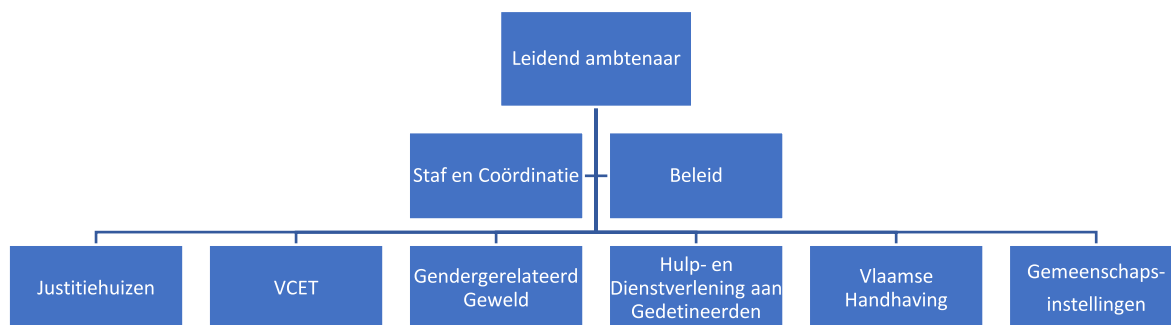 Leidend ambtenaar
Staf en Coördinatie
Beleid
Justitiehuizen
VCET
Gendergerelateerd
Geweld
Hulp- en
Dienstverlening aan
Gedetineerden
Vlaamse
Handhaving
Gemeenschaps-
instellingen